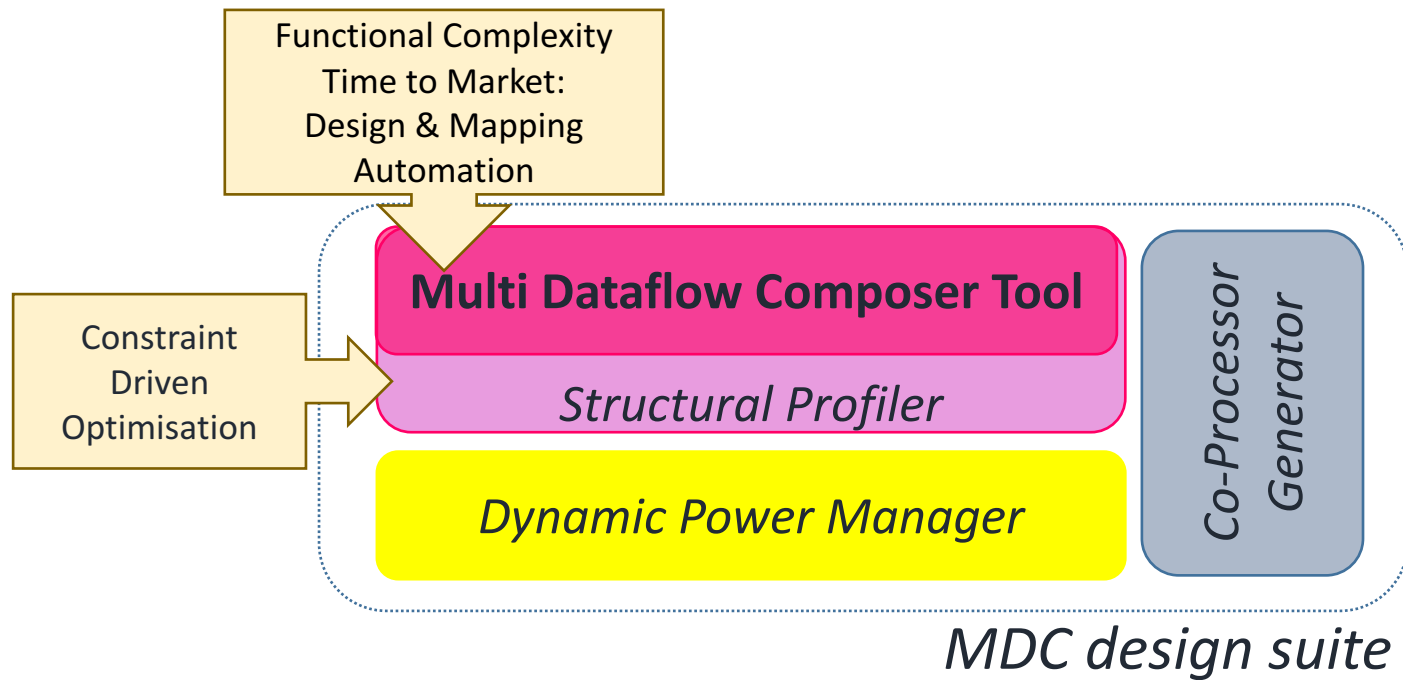 Functional Complexity
Time to Market:
Design & Mapping
Automation
Multi Dataflow Composer Tool
Constraint
Driven
Optimisation
Structural Profiler
Dynamic Power Manager
Co-Processor
Generator
MDC design suite